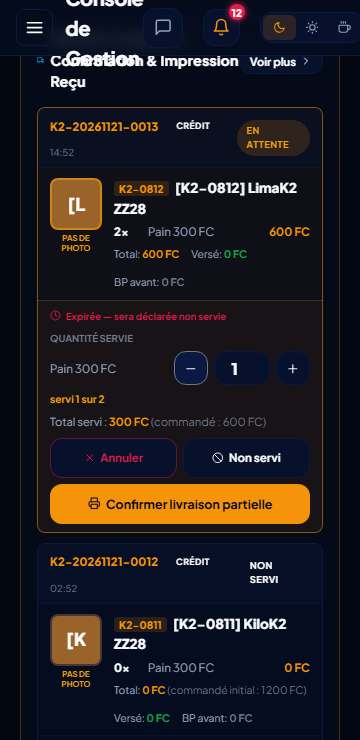 Console
de
Gestion
12
Commission & Impression
Reçu
Voir plus
K2-20261121-0013
CRÉDIT
EN
ATTENTE
14:52
[L
PAS DE
PHOTO
K2-0812 [K2-0812] LimaK2
ZZ28
2× Pain 300 FC 600 FC
Total: 600 FC Versé: 0 FC
BP avant: 0 FC
Expirée — sera déclarée non servie
QUANTITÉ SERVIE
Pain 300 FC − 1 +
servi 1 sur 2
Total servi : 300 FC (commandé : 600 FC)
Annuler
Non servi
Confirmer livraison partielle
K2-20261121-0012
CRÉDIT
NON
SERVI
02:52
[K
PAS DE
PHOTO
K2-0811 [K2-0811] KiloK2
ZZ28
0× Pain 300 FC 0 FC
Total: 0 FC (commande initial : 1200 FC)
Versé: 0 FC BP avant: 0 FC